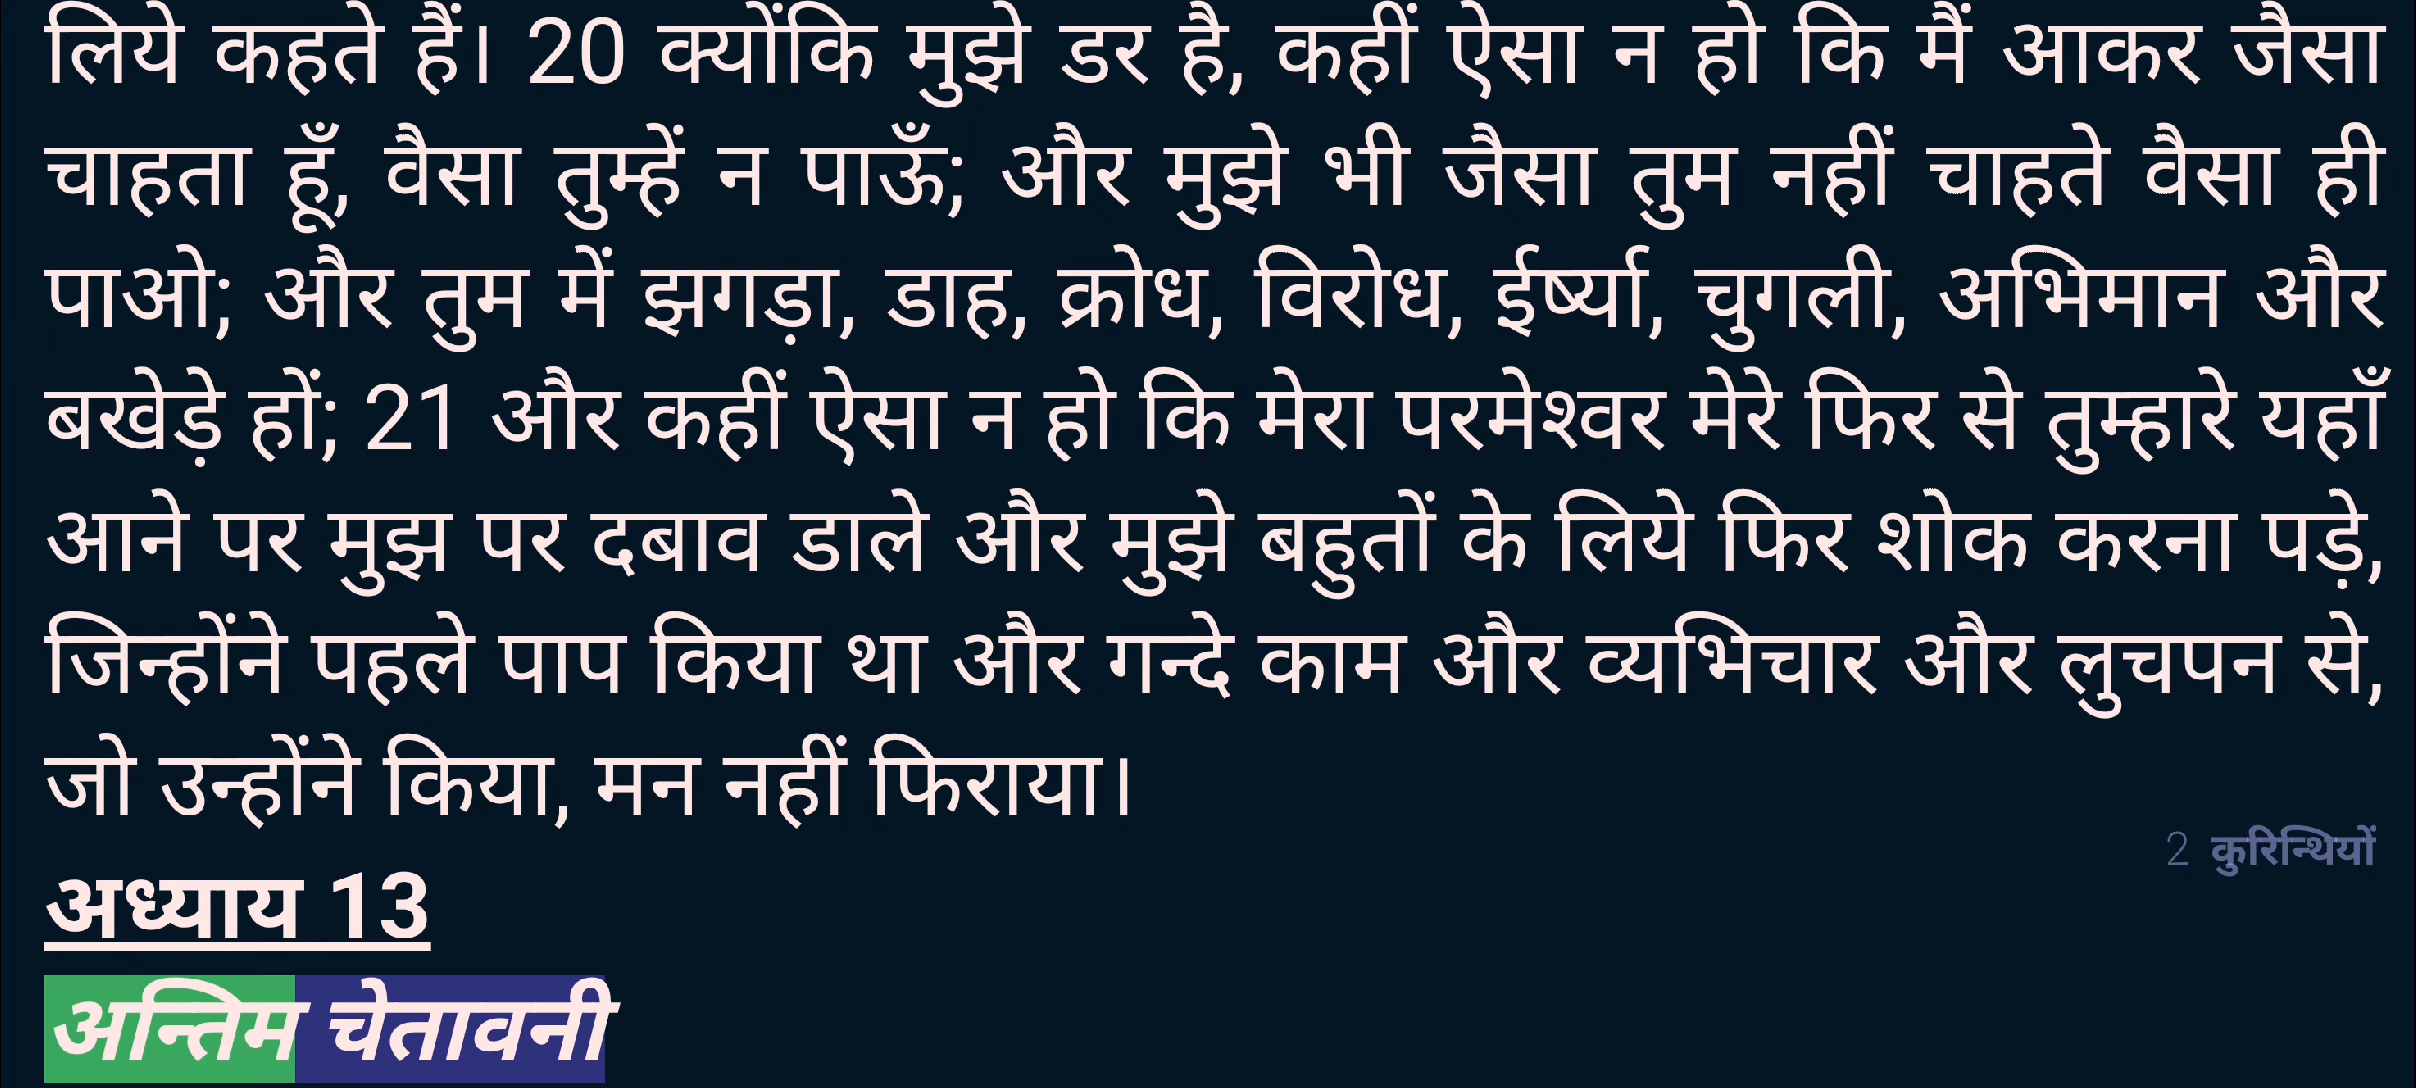 लिये कहते हैं। 20 क्योंकि मुझे डर है, कहीं ऐसा न हो कि मैं आकर जैसा
चाहता हूँ, वैसा तुम्हें न पाऊँ; और मुझे भी जैसा तुम नहीं चाहते वैसा ही
पाओ; और तुम में झगड़ा, डाह, क्रोध, विरोध, ईर्ष्या, चुगली, अभिमान और
बखेड़े हों; 21 और कहीं ऐसा न हो कि मेरा परमेश्‍वर मेरे फिर से तुम्हारे यहाँ
आने पर मुझ पर दबाव डाले और मुझे बहुतों के लिये फिर शोक करना पड़े,
जिन्होंने पहले पाप किया था और गन्दे काम और व्यभिचार और लुचपन से,
जो उन्होंने किया, मन नहीं फिराया।
2 कुरिन्थियों
अध्याय 13
अन्तिम चेतावनी